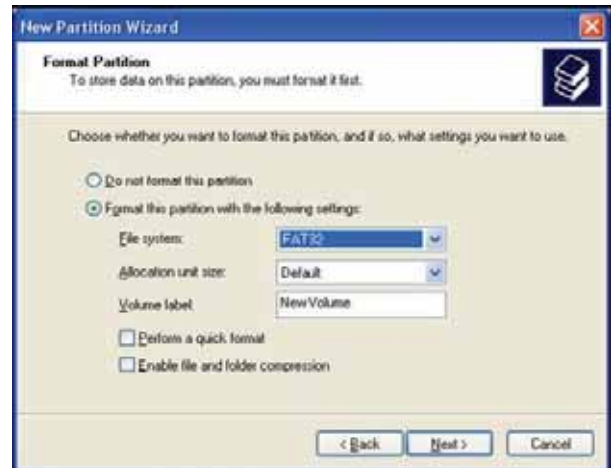 New Partition Wizard
Format Partition
To store data on this partition, you must format it first.
Choose whether you want to format this partition, and if so, what settings you want to use.
Do not format this partition
Format this partition with the following settings:
File system: FAT32
Allocation unit size: Default
Volume label: New Volume
Perform a quick format
Enable file and folder compression
< Back Next > Cancel